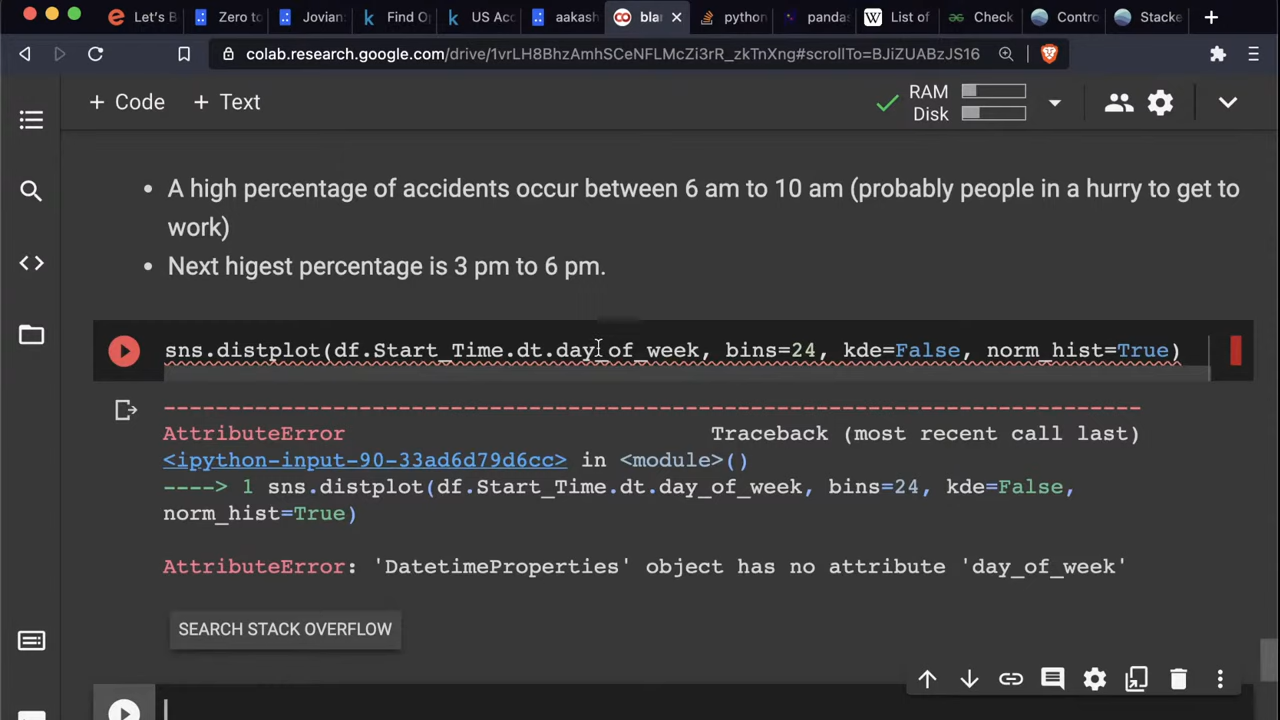 Let's B
Zero to
Jovian:
Find O
US Acc
aakash
blar
python
pandas
List of
Check
Contro
Stacke
colab.research.google.com/drive/1vrLH8BhzAmhSCeNFLMcZi3rR_zkTnXng#scrollTo=BJiZUABzJS16
+ Code + Text
RAM
Disk
• A high percentage of accidents occur between 6 am to 10 am (probably people in a hurry to get to
work)
• Next higest percentage is 3 pm to 6 pm.
sns.distplot(df.Start_Time.dt.day_of_week, bins=24, kde=False, norm_hist=True)
---------------------------------------------------------------------------
AttributeError Traceback (most recent call last)
<ipython-input-90-33ad6d79d6cc> in <module>()
----> 1 sns.distplot(df.Start_Time.dt.day_of_week, bins=24, kde=False,
norm_hist=True)
AttributeError: 'DatetimeProperties' object has no attribute 'day_of_week'
SEARCH STACK OVERFLOW